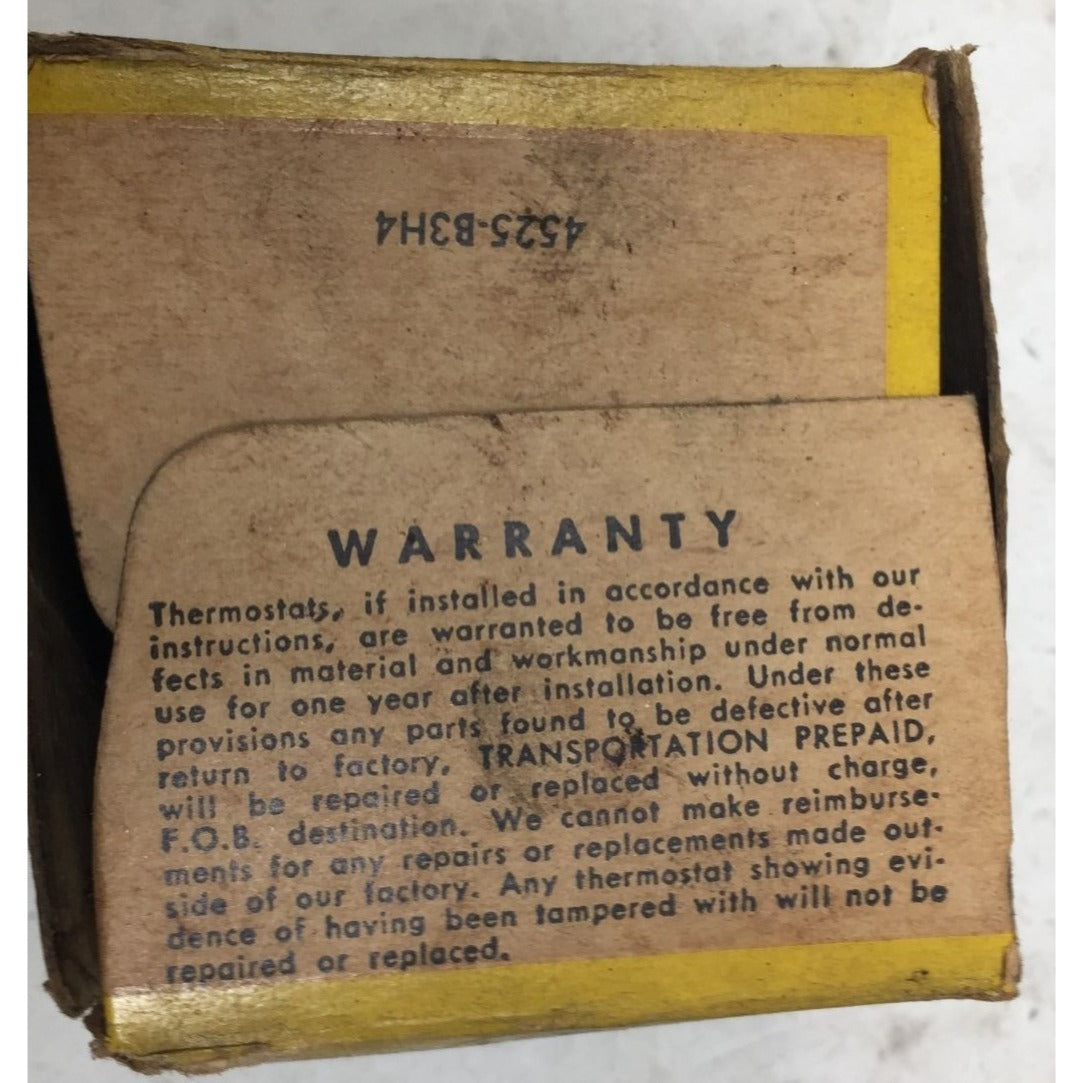 4525-B3H4
WARRANTY
Thermostats, if installed in accordance with our
instructions, are warranted to be free from de-
fects in material and workmanship under normal
use for one year after installation. Under these
provisions any parts found to be defective after
return to factory, TRANSPORTATION PREPAID,
will be repaired or replaced without charge,
F.O.B. destination. We cannot make reimburse-
ments for any repairs or replacements made out-
side of our factory. Any thermostat showing evi-
dence of having been tampered with will not be
repaired or replaced.